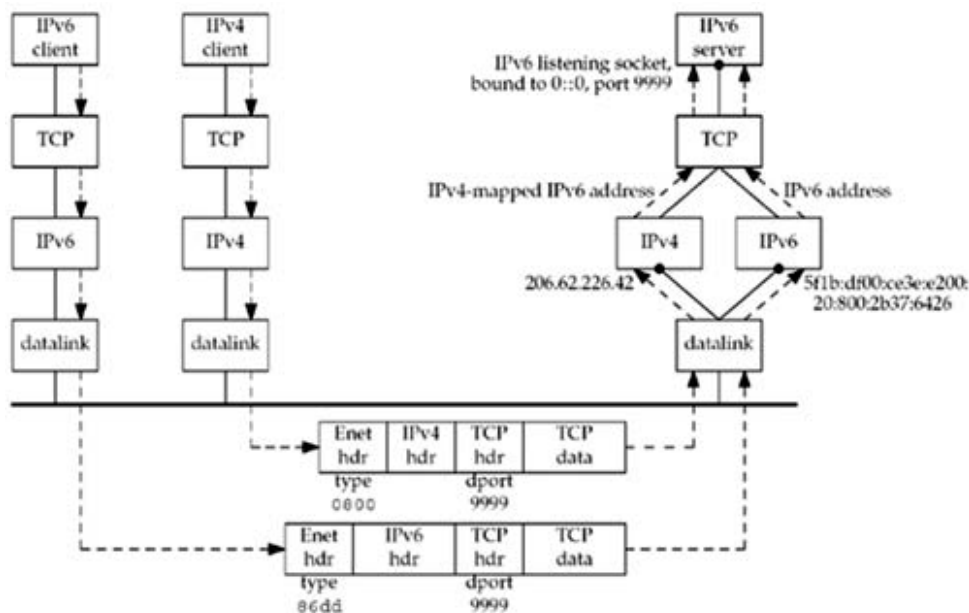 IPv6
client
IPv4
client
IPv6
server
IPv6 listening socket,
bound to 0::0, port 9999
TCP
TCP
TCP
IPv4-mapped IPv6 address
IPv6 address
IPv6
IPv4
IPv4
IPv6
206.62.226.42
5f1b:df00:ce3e:e200:
20:800:2b37:6426
datalink
datalink
datalink
Enet
hdr
IPv4
hdr
TCP
hdr
TCP
data
type
0800
dport
9999
Enet
hdr
IPv6
hdr
TCP
hdr
TCP
data
type
86dd
dport
9999